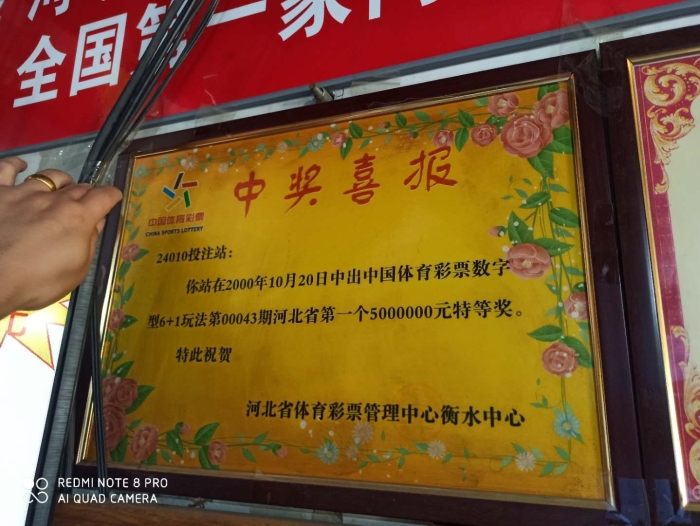 全国第一家
中奖喜报
中国体育彩票
CHINA SPORTS LOTTERY
24010投注站：
你站在2000年10月20日中出中国体育彩票数字
型6+1玩法第00043期河北省第一个5000000元特等奖。
特此祝贺
河北省体育彩票管理中心衡水中心
REDMI NOTE 8 PRO
AI QUAD CAMERA